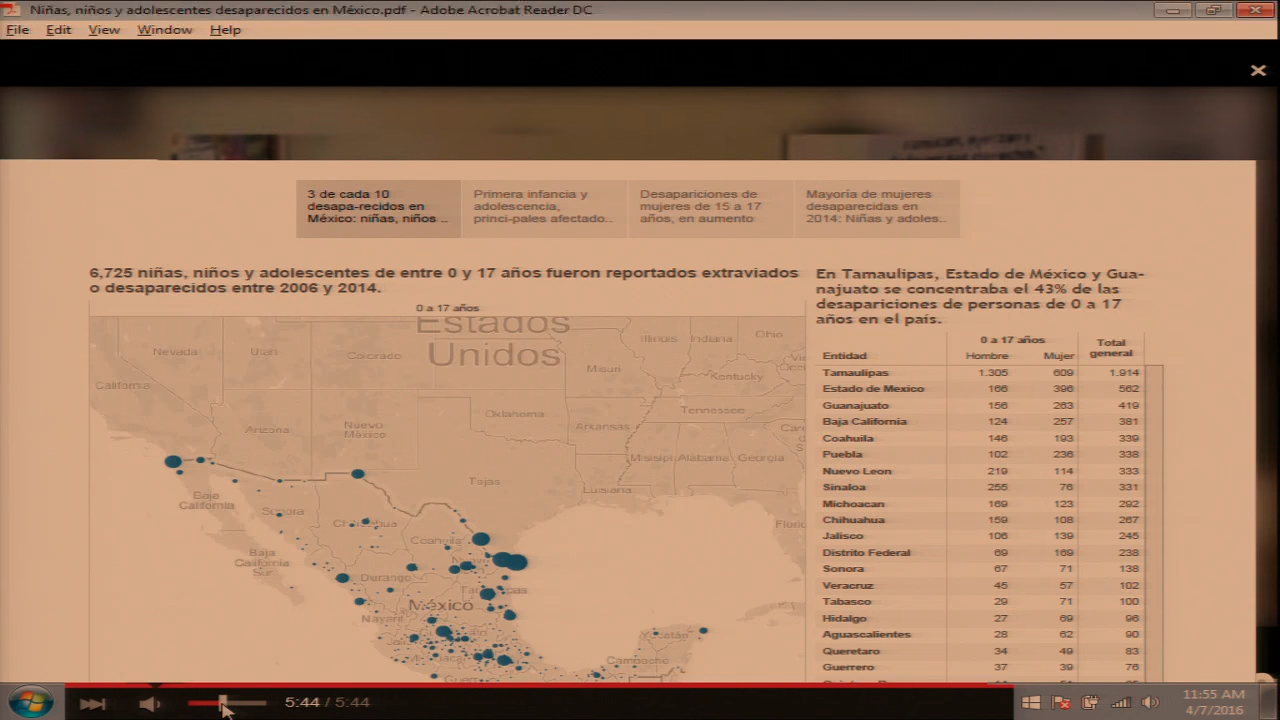 Niñas, niños y adolescentes desaparecidos en México.pdf - Adobe Acrobat Reader DC
File Edit View Window Help
3 de cada 10
desapa-recidos en
México: niñas, niños ..
Primera infancia y
adolescencia,
princi-pales afectado..
Desapariciones de
mujeres de 15 a 17
años, en aumento
Mayoría de mujeres
desaparecidas en
2014: Niñas y adoles..
6,725 niñas, niños y adolescentes de entre 0 y 17 años fueron reportados extraviados
o desaparecidos entre 2006 y 2014.
0 a 17 años
Estados
Unidos
Nevada
Utah
Colorado
California
Arizona
Nuevo
México
Oklahoma
Tejas
Misuri
Illinois
Indiana
Ohio
Kentucky
Tennessee
Arkansas
Misisipi
Alabama
Georgia
Luisiana
Baja
California
Sonora
Coahuila
Baja
California
Sur
Durango
México
Nayarit
Yucatán
Campeche
En Tamaulipas, Estado de México y Gua-
najuato se concentraba el 43% de las
desapariciones de personas de 0 a 17
años en el país.
0 a 17 años
Entidad Hombre Mujer Total general
Tamaulipas 1.305 609 1.914
Estado de Mexico 166 396 562
Guanajuato 156 263 419
Baja California 124 257 381
Coahuila 146 193 339
Puebla 102 236 338
Nuevo Leon 219 114 333
Sinaloa 255 76 331
Michoacan 169 123 292
Chihuahua 159 108 267
Jalisco 106 139 245
Distrito Federal 69 169 238
Sonora 67 71 138
Veracruz 45 57 102
Tabasco 29 71 100
Hidalgo 27 69 96
Aguascalientes 28 62 90
Queretaro 34 49 83
Guerrero 37 39 76
5:44 / 5:44
11:55 AM
4/7/2016